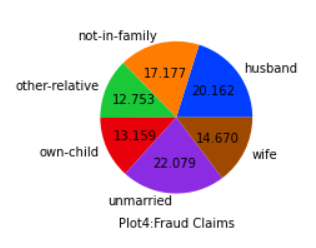 not-in-family
husband
17.177
20.162
other-relative
12.753
13.159
14.670
own-child
wife
22.079
unmarried
Plot4:Fraud Claims